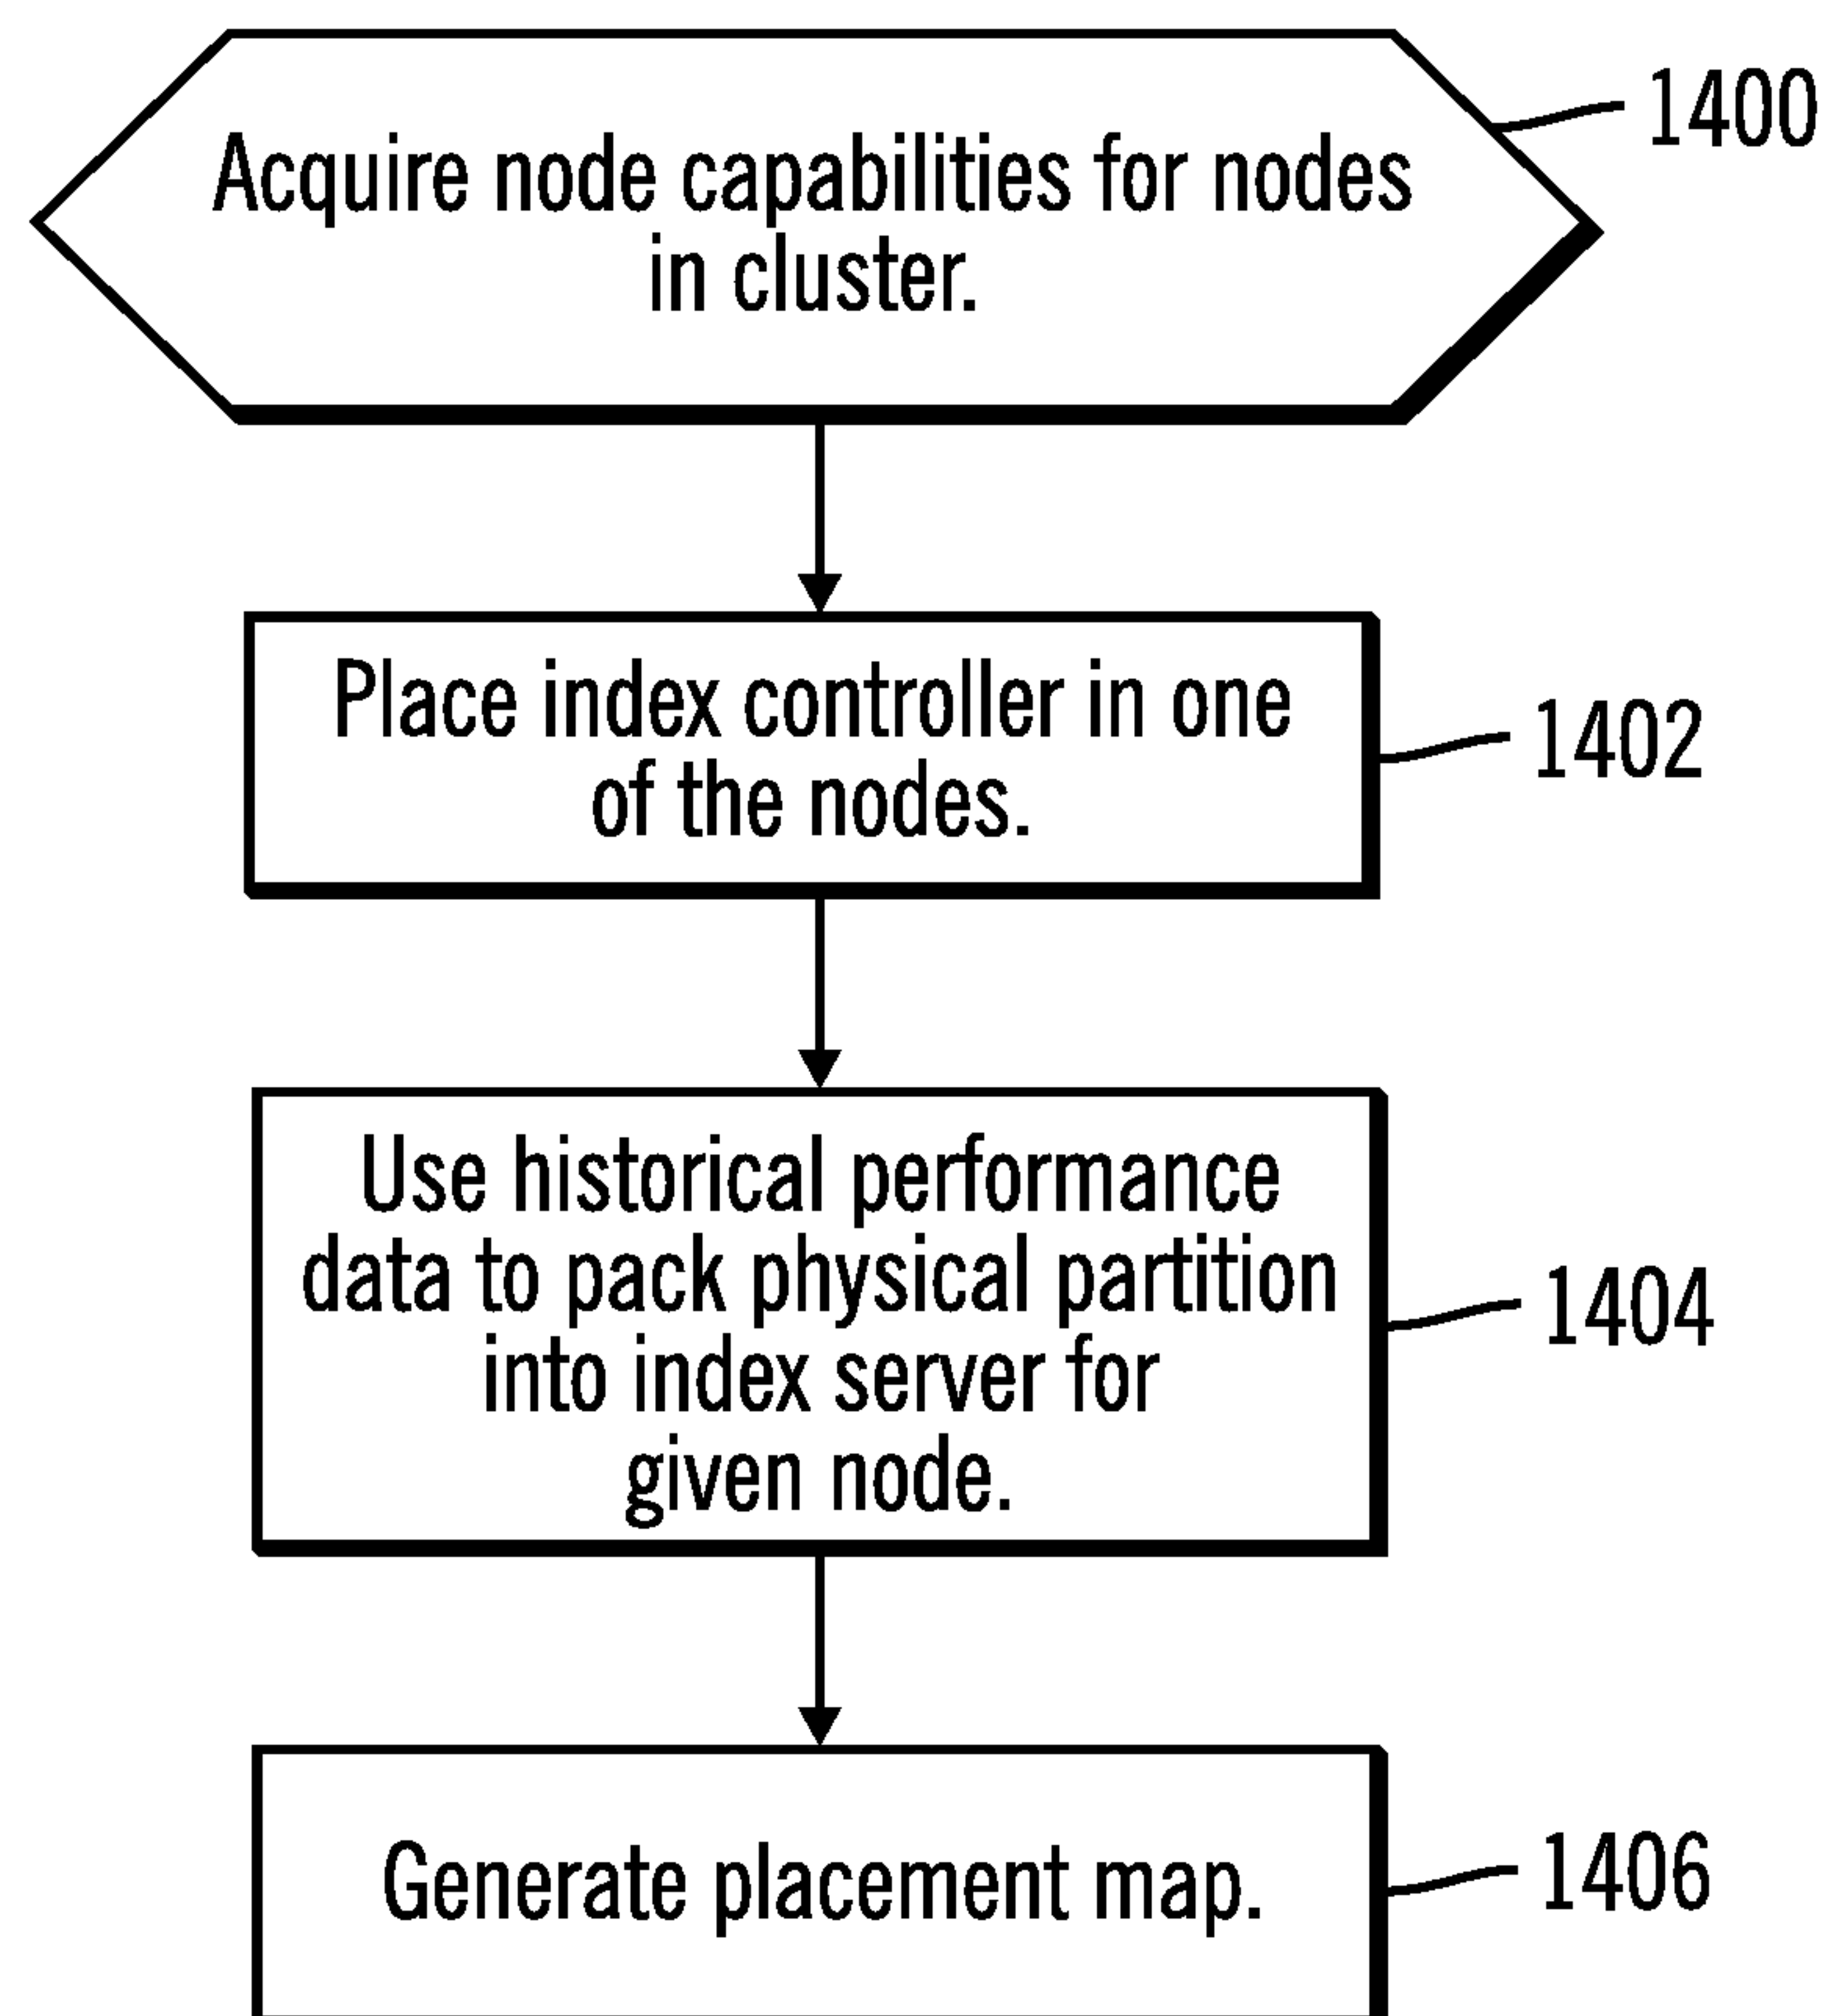 1400
Acquire node capabilities for nodes
in cluster.
Place index controller in one
of the nodes.
1402
Use historical performance
data to pack physical partition
into index server for
given node.
1404
Generate placement map.
1406